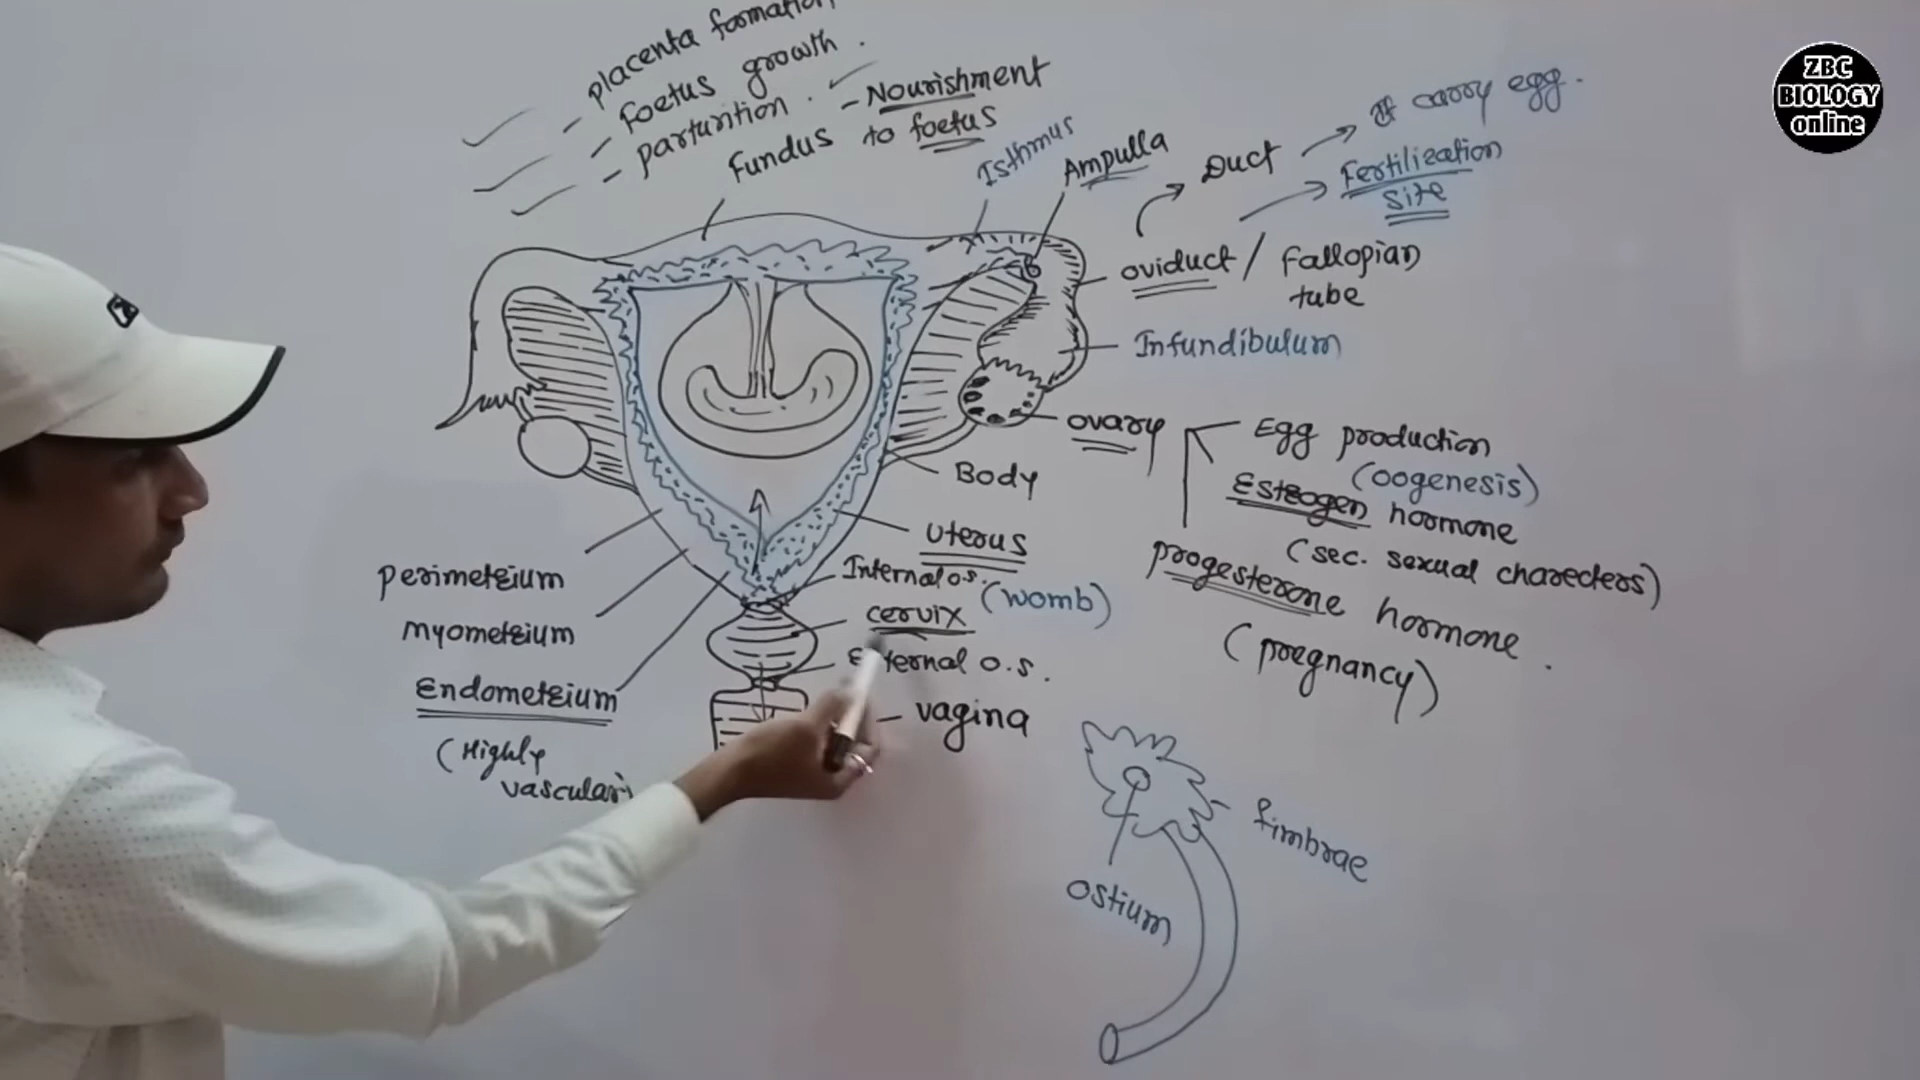 placenta formation
- foetus growth.
- parturition.
- Nourishment
to foetus
Fundus
Isthmus
Ampulla
Duct
carry egg.
Fertilization
site
oviduct / Fallopian
tube
Infundibulum
ovary
Egg production
(oogenesis)
Estrogen hormone
(sec. sexual charecters)
progesterone hormone.
(pregnancy)
Body
Uterus
(womb)
Internal o.s.
cervix
External o.s.
vagina
perimetrium
myometrium
Endometrium
(Highly
vascular
fimbrae
ostium
ZBC
BIOLOGY
online